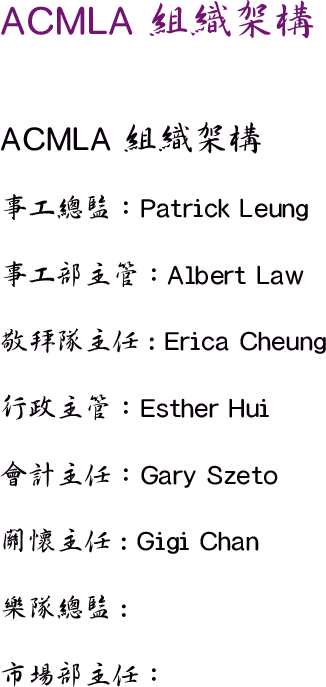 ACMLA 組織架構
ACMLA 組織架構
事工總監：Patrick Leung
事工部主管：Albert Law
敬拜隊主任：Erica Cheung
行政主管：Esther Hui
會計主任：Gary Szeto
關懷主任：Gigi Chan
樂隊總監：
市場部主任：